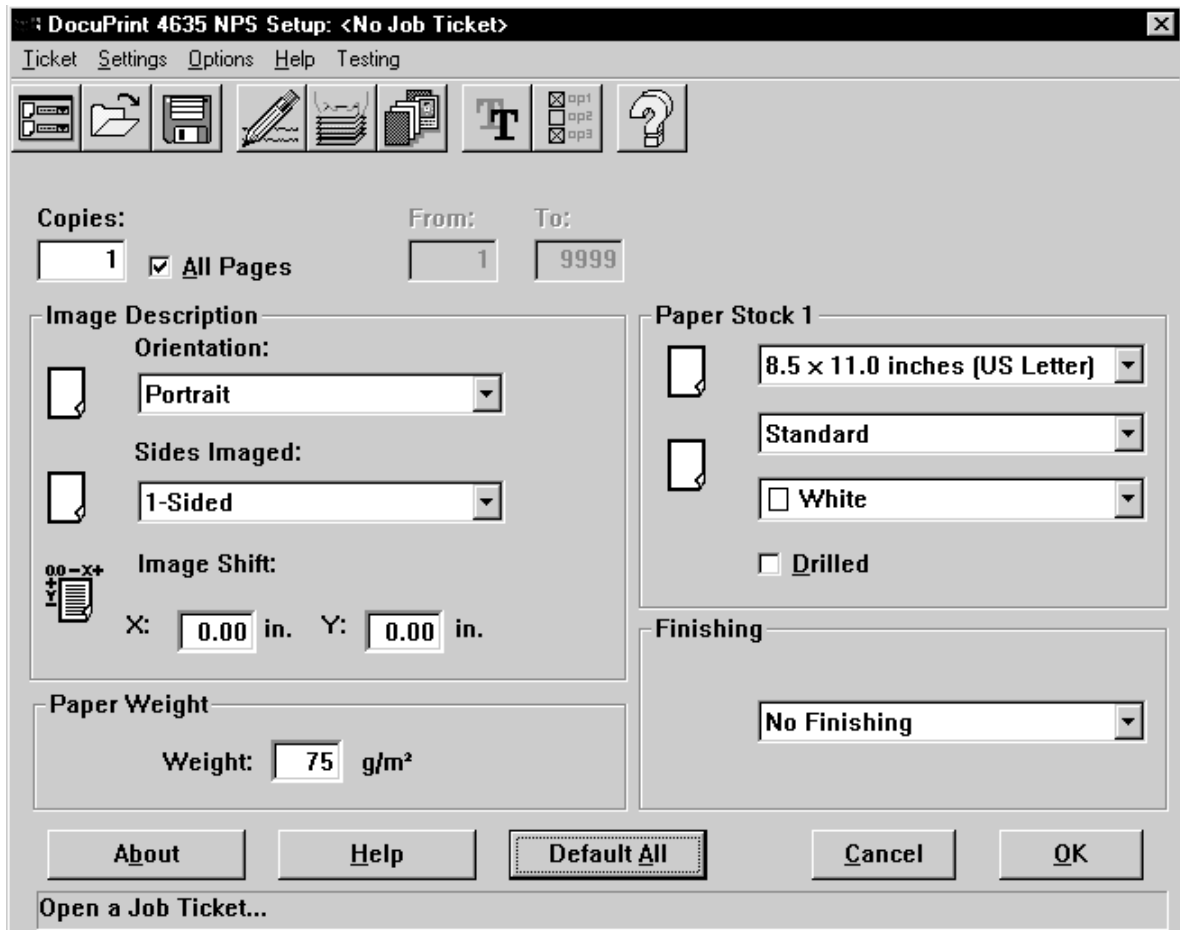 DocuPrint 4635 NPS Setup: <No Job Ticket>
Ticket Settings Options Help Testing
op1
op2
op3
Copies: From: To:
1 All Pages 1 9999
Image Description
Orientation:
Portrait
Sides Imaged:
1-Sided
0.0 – X +
+
Y
–
Image Shift:
X: 0.00 in. Y: 0.00 in.
Paper Weight
Weight: 75 g/m²
Paper Stock 1
8.5 × 11.0 inches (US Letter)
Standard
White
Drilled
Finishing
No Finishing
About Help Default All Cancel OK
Open a Job Ticket...